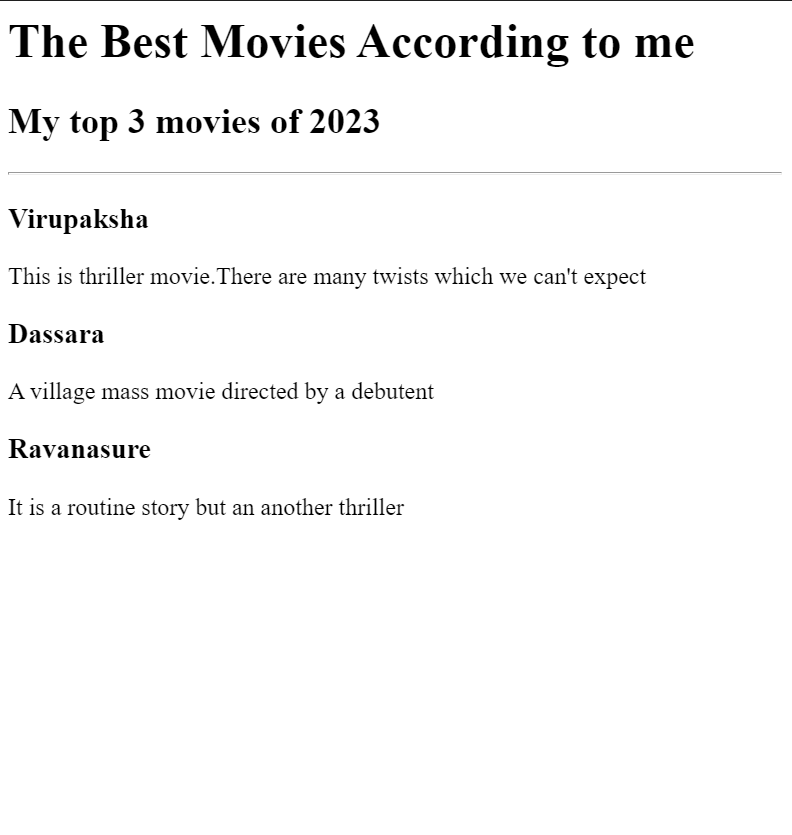 The Best Movies According to me
My top 3 movies of 2023
Virupaksha
This is thriller movie.There are many twists which we can't expect
Dassara
A village mass movie directed by a debutent
Ravanasure
It is a routine story but an another thriller